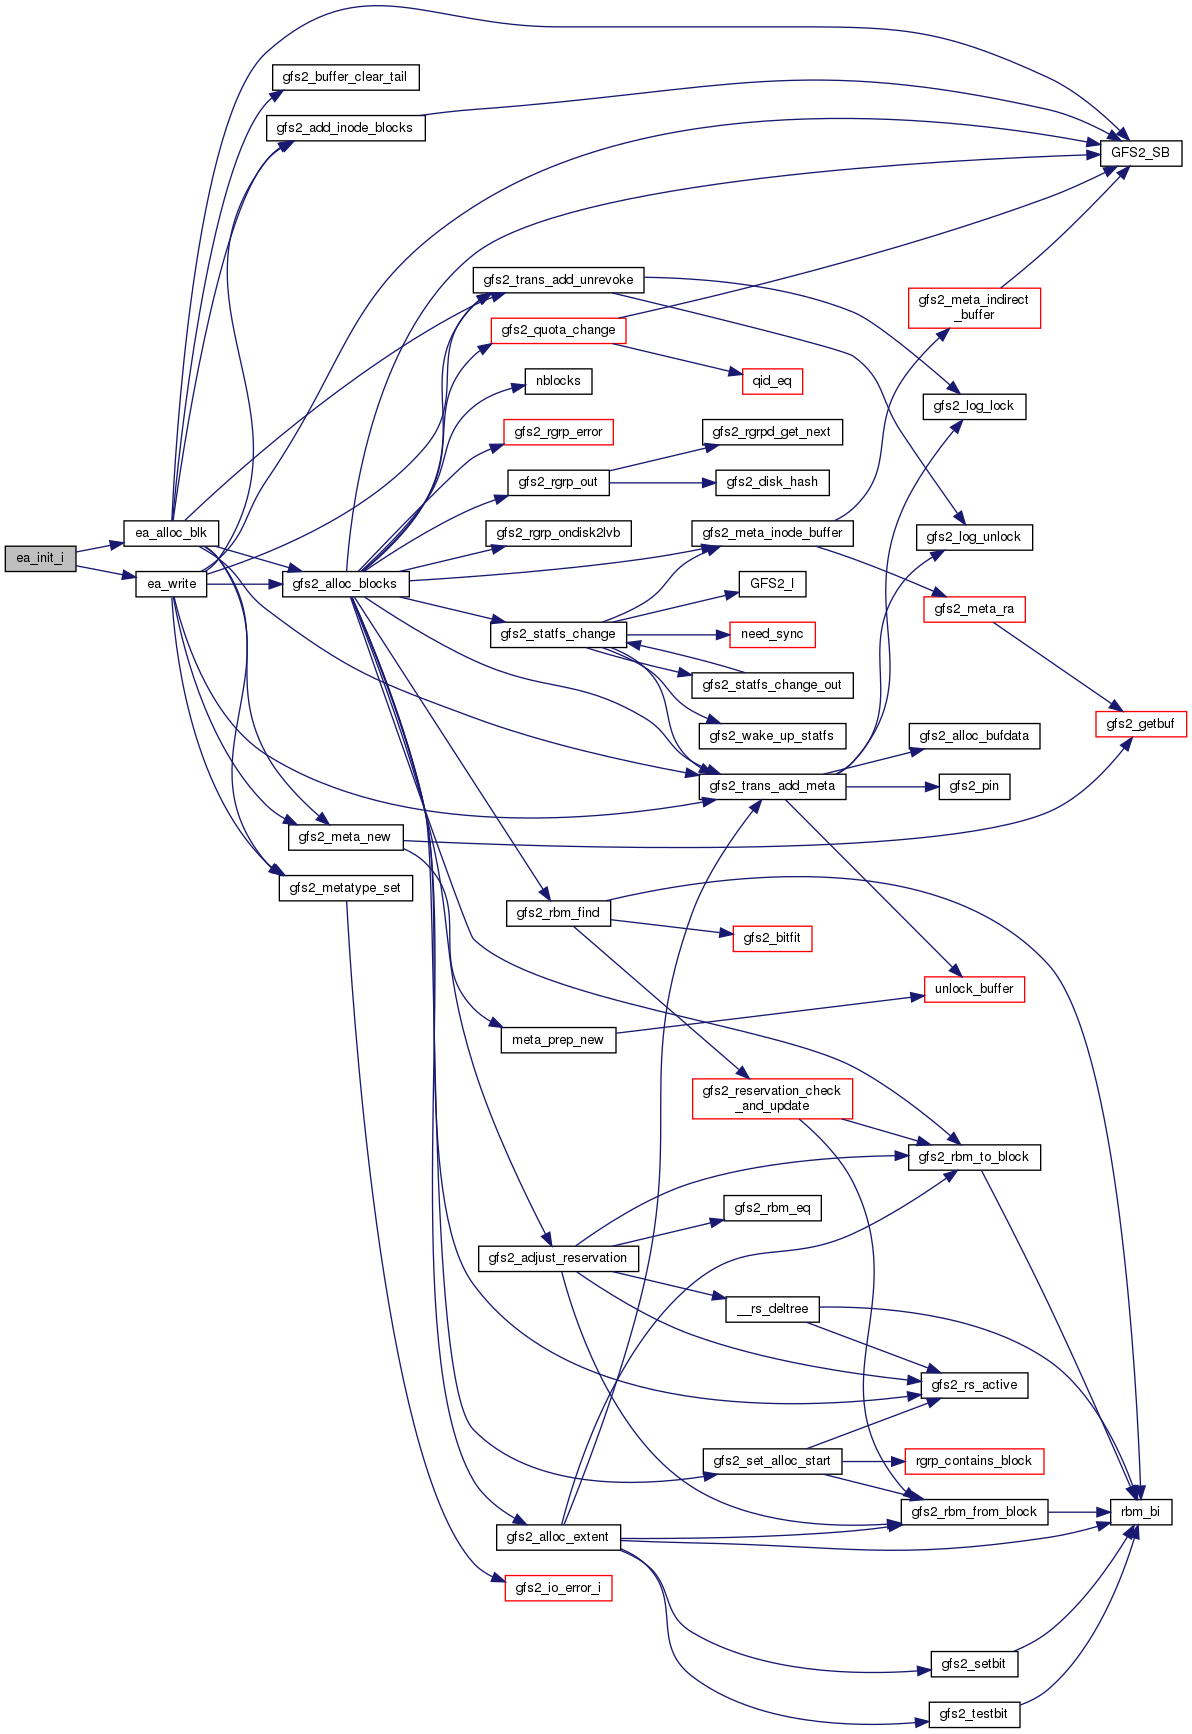 gfs2_buffer_clear_tail
gfs2_add_inode_blocks
GFS2_SB
gfs2_trans_add_unrevoke
gfs2_meta_indirect
_buffer
gfs2_quota_change
nblocks
qid_eq
gfs2_log_lock
gfs2_rgrp_error
gfs2_rgrpd_get_next
gfs2_rgrp_out
gfs2_disk_hash
ea_alloc_blk
gfs2_rgrp_ondisk2lvb
gfs2_meta_inode_buffer
gfs2_log_unlock
ea_init_i
ea_write
gfs2_alloc_blocks
GFS2_I
gfs2_meta_ra
gfs2_statfs_change
need_sync
gfs2_statfs_change_out
gfs2_getbuf
gfs2_wake_up_statfs
gfs2_alloc_bufdata
gfs2_trans_add_meta
gfs2_pin
gfs2_meta_new
gfs2_metatype_set
gfs2_rbm_find
gfs2_bitfit
unlock_buffer
meta_prep_new
gfs2_reservation_check
_and_update
gfs2_rbm_to_block
gfs2_rbm_eq
gfs2_adjust_reservation
__rs_deltree
gfs2_rs_active
gfs2_set_alloc_start
rgrp_contains_block
gfs2_rbm_from_block
rbm_bi
gfs2_alloc_extent
gfs2_io_error_i
gfs2_setbit
gfs2_testbit